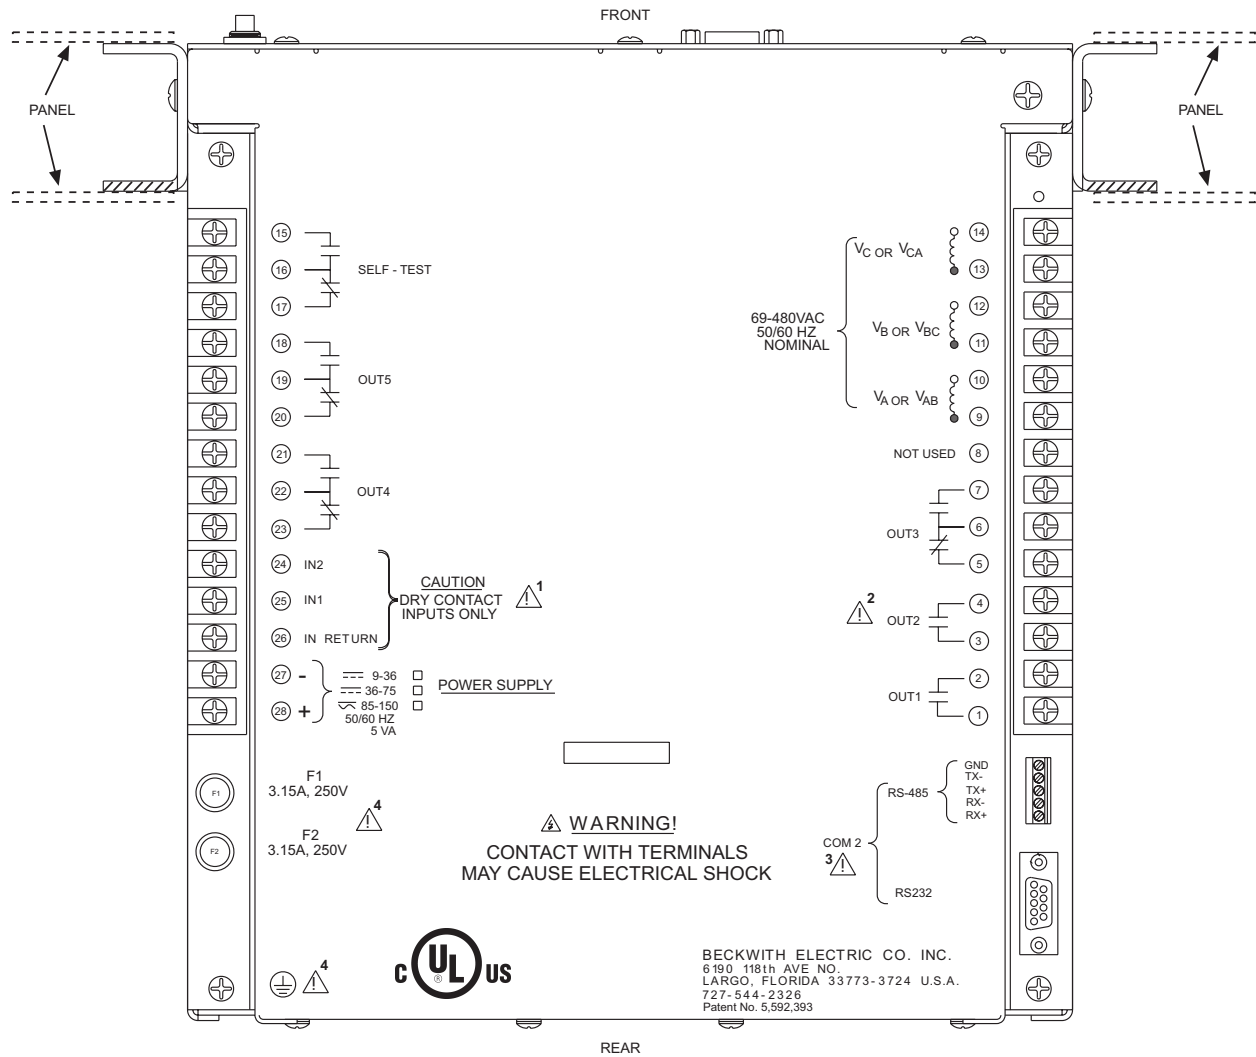 FRONT
PANEL
PANEL
15
16 SELF - TEST
17
18
19 OUT5
20
21
22 OUT4
23
24 IN2
25 IN1
26 IN RETURN
CAUTION
DRY CONTACT
INPUTS ONLY
1
27 -
28 +
9-36
36-75
85-150
50/60 HZ
5 VA
POWER SUPPLY
F1
F1
3.15A, 250V
F2
F2
3.15A, 250V
4
69-480VAC
50/60 HZ
NOMINAL
VC OR VCA
14
13
VB OR VBC
12
11
VA OR VAB
10
9
NOT USED 8
7
OUT3 6
5
2
OUT2
4
3
OUT1
2
1
GND
TX-
TX+
RX-
RX+
RS-485
COM 2
3
RS232
WARNING!
CONTACT WITH TERMINALS
MAY CAUSE ELECTRICAL SHOCK
4
C UL US
®
BECKWITH ELECTRIC CO. INC.
6190 118th AVE NO.
LARGO, FLORIDA 33773-3724 U.S.A.
727-544-2326
Patent No. 5,592,393
REAR